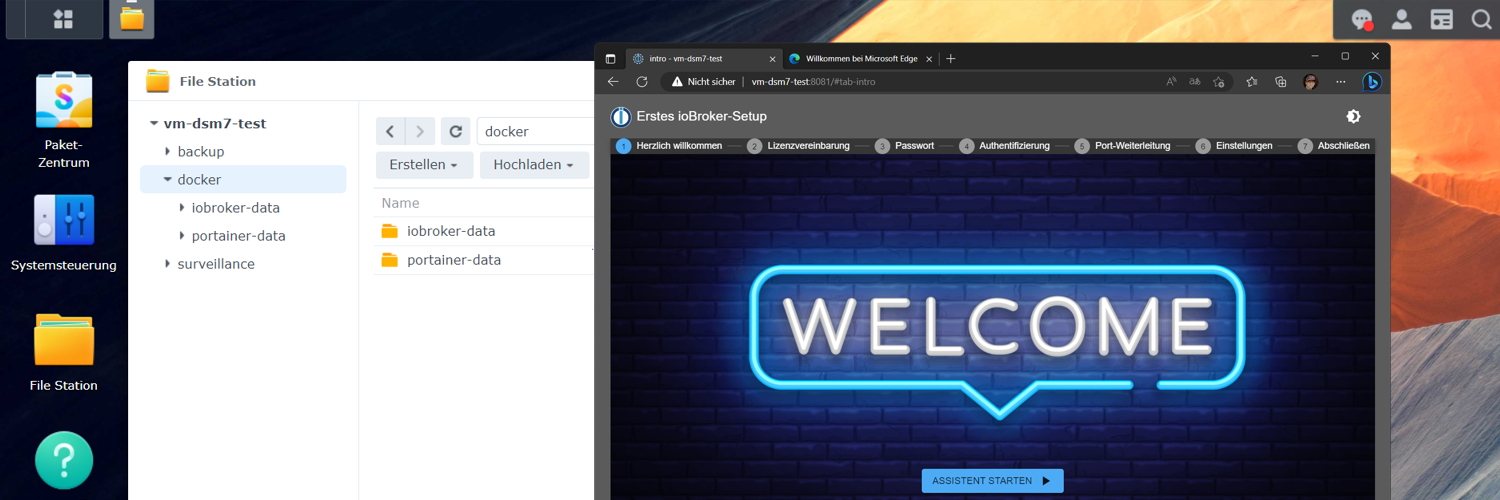 Paket-
Zentrum
Systemsteuerung
File Station
?
File Station
vm-dsm7-test
backup
docker
iobroker-data
portainer-data
surveillance
docker
Erstellen
Hochladen
Name
iobroker-data
portainer-data
intro - vm-dsm7-test
Willkommen bei Microsoft Edge
Nicht sicher
vm-dsm7-test:8081/#tab-intro
Erstes ioBroker-Setup
1 Herzlich willkommen
2 Lizenzvereinbarung
3 Passwort
4 Authentifizierung
5 Port-Weiterleitung
6 Einstellungen
7 Abschließen
WELCOME
ASSISTENT STARTEN